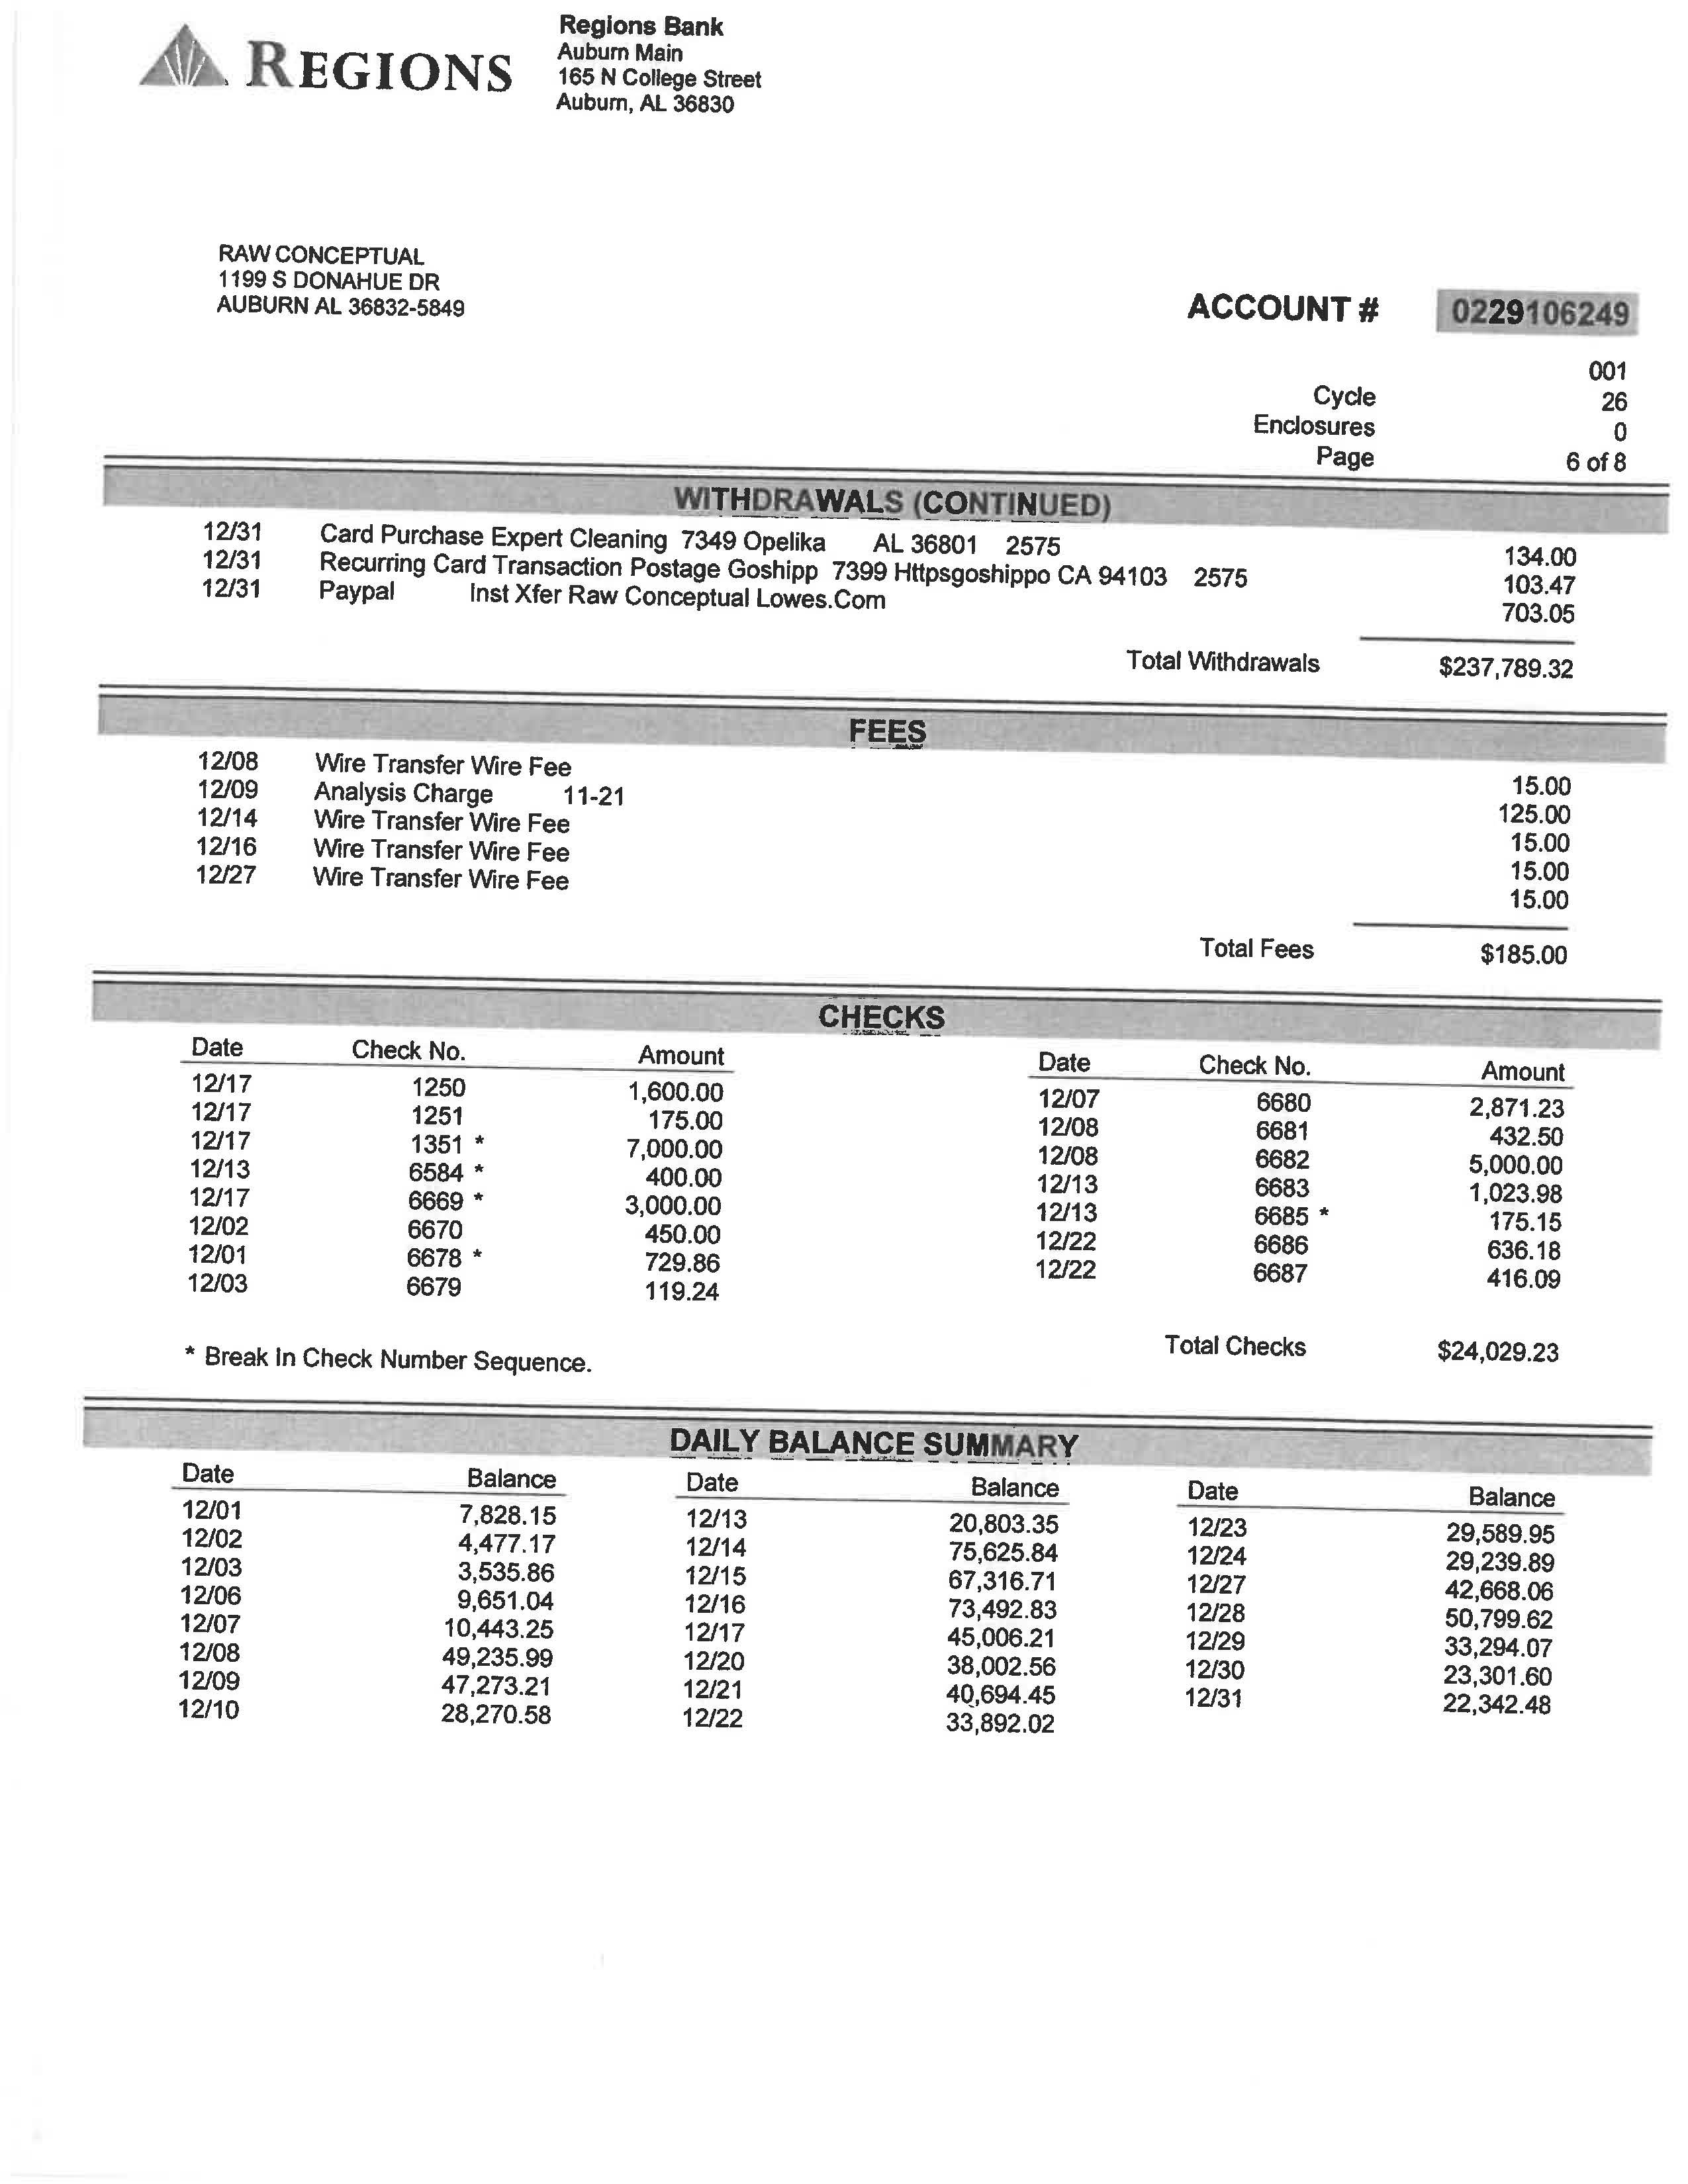 REGIONS
Regions Bank
Auburn Main
165 N College Street
Auburn, AL 36830
RAW CONCEPTUAL
1199 S DONAHUE DR
AUBURN AL 36832-5849
ACCOUNT # 0229106249
001
Cycle 26
Enclosures 0
Page 6 of 8
WITHDRAWALS (CONTINUED)
12/31 Card Purchase Expert Cleaning 7349 Opelika AL 36801 2575 134.00
12/31 Recurring Card Transaction Postage Goshipp 7399 Httpsgoshippo CA 94103 2575 103.47
12/31 Paypal Inst Xfer Raw Conceptual Lowes.Com 703.05
Total Withdrawals $237,789.32
FEES
12/08 Wire Transfer Wire Fee 15.00
12/09 Analysis Charge 11-21 125.00
12/14 Wire Transfer Wire Fee 15.00
12/16 Wire Transfer Wire Fee 15.00
12/27 Wire Transfer Wire Fee 15.00
Total Fees $185.00
CHECKS
Date Check No. Amount Date Check No. Amount
12/17 1250 1,600.00 12/07 6680 2,871.23
12/17 1251 175.00 12/08 6681 432.50
12/17 1351 * 7,000.00 12/08 6682 5,000.00
12/13 6584 * 400.00 12/13 6683 1,023.98
12/17 6669 * 3,000.00 12/13 6685 * 175.15
12/02 6670 450.00 12/22 6686 636.18
12/01 6678 * 729.86 12/22 6687 416.09
12/03 6679 119.24
Total Checks $24,029.23
* Break In Check Number Sequence.
DAILY BALANCE SUMMARY
Date Balance Date Balance Date Balance
12/01 7,828.15 12/13 20,803.35 12/23 29,589.95
12/02 4,477.17 12/14 75,625.84 12/24 29,239.89
12/03 3,535.86 12/15 67,316.71 12/27 42,668.06
12/06 9,651.04 12/16 73,492.83 12/28 50,799.62
12/07 10,443.25 12/17 45,006.21 12/29 33,294.07
12/08 49,235.99 12/20 38,002.56 12/30 23,301.60
12/09 47,273.21 12/21 40,694.45 12/31 22,342.48
12/10 28,270.58 12/22 33,892.02